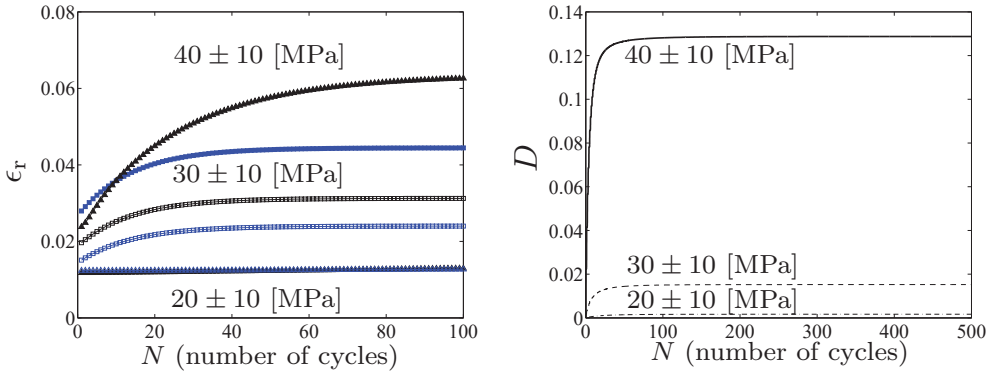 0.08
0.06
0.04
0.02
0
ϵr
40 ± 10 [MPa]
30 ± 10 [MPa]
20 ± 10 [MPa]
0 20 40 60 80 100
N (number of cycles)
0.14
0.12
0.1
0.08
0.06
0.04
0.02
0
D
40 ± 10 [MPa]
30 ± 10 [MPa]
20 ± 10 [MPa]
0 100 200 300 400 500
N (number of cycles)